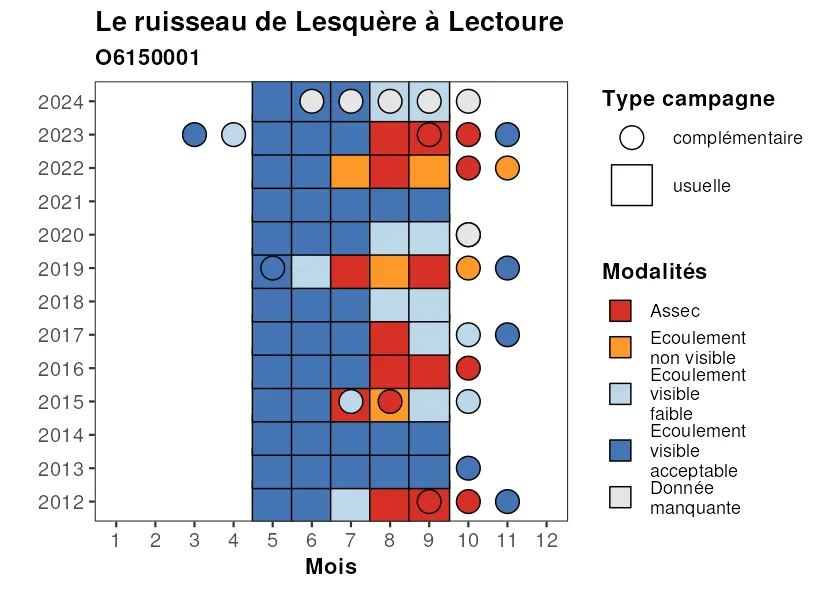 Le ruisseau de Lesquère à Lectoure
O6150001
2024
2023
2022
2021
2020
2019
2018
2017
2016
2015
2014
2013
2012
1 2 3 4 5 6 7 8 9 10 11 12
Mois
Type campagne
complémentaire
usuelle
Modalités
Assec
Ecoulement
non visible
Ecoulement
visible
faible
Ecoulement
visible
acceptable
Donnée
manquante